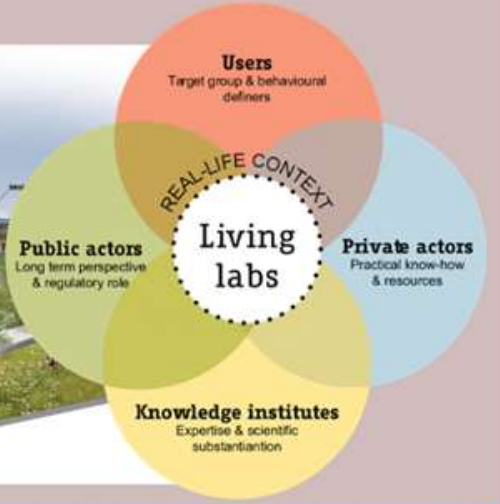 Users
Target group & behavioural
definers
REAL-LIFE CONTEXT
Living
labs
Public actors
Long term perspective
& regulatory role
Private actors
Practical know-how
& resources
Knowledge institutes
Expertise & scientific
substantiantion